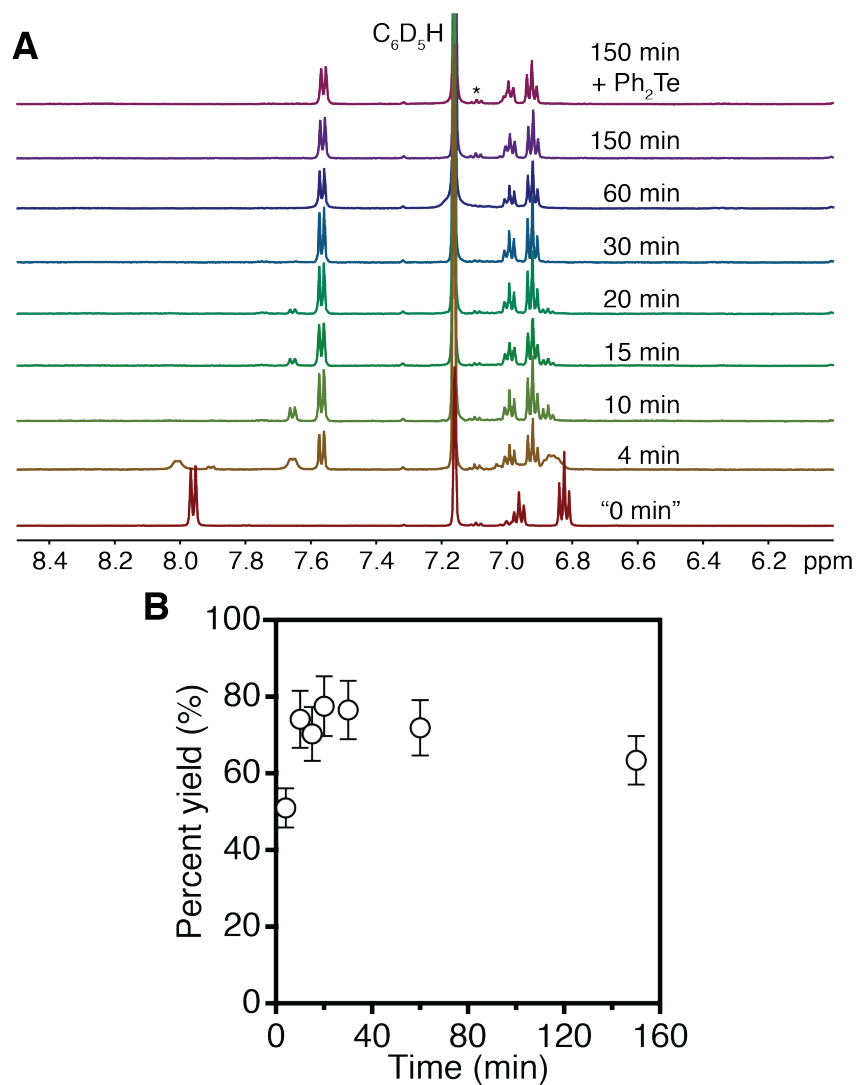 A
C₆D₅H
*
150 min
+ Ph₂Te
150 min
60 min
30 min
20 min
15 min
10 min
4 min
“0 min”
8.4 8.2 8.0 7.8 7.6 7.4 7.2 7.0 6.8 6.6 6.4 6.2 ppm
B
Percent yield (%)
100
80
60
40
20
0
0 40 80 120 160
Time (min)